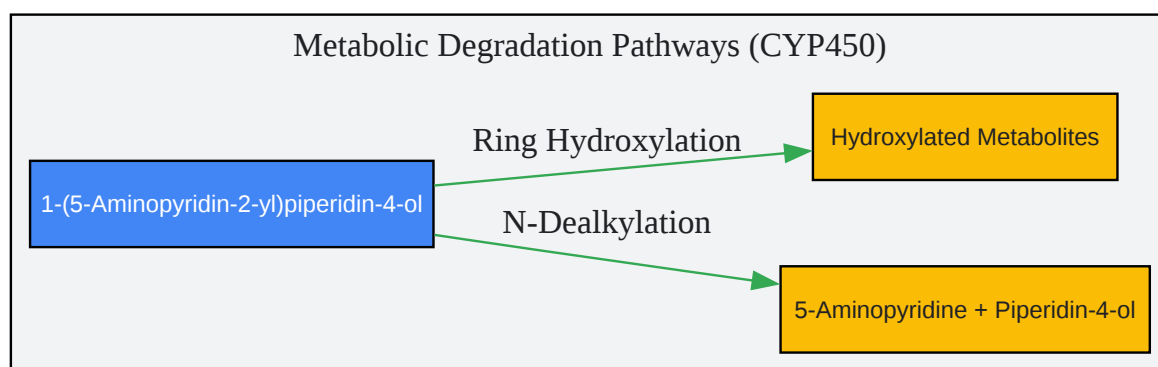 Metabolic Degradation Pathways (CYP450)
Ring Hydroxylation
Hydroxylated Metabolites
1-(5-Aminopyridin-2-yl)piperidin-4-ol
N-Dealkylation
5-Aminopyridine + Piperidin-4-ol